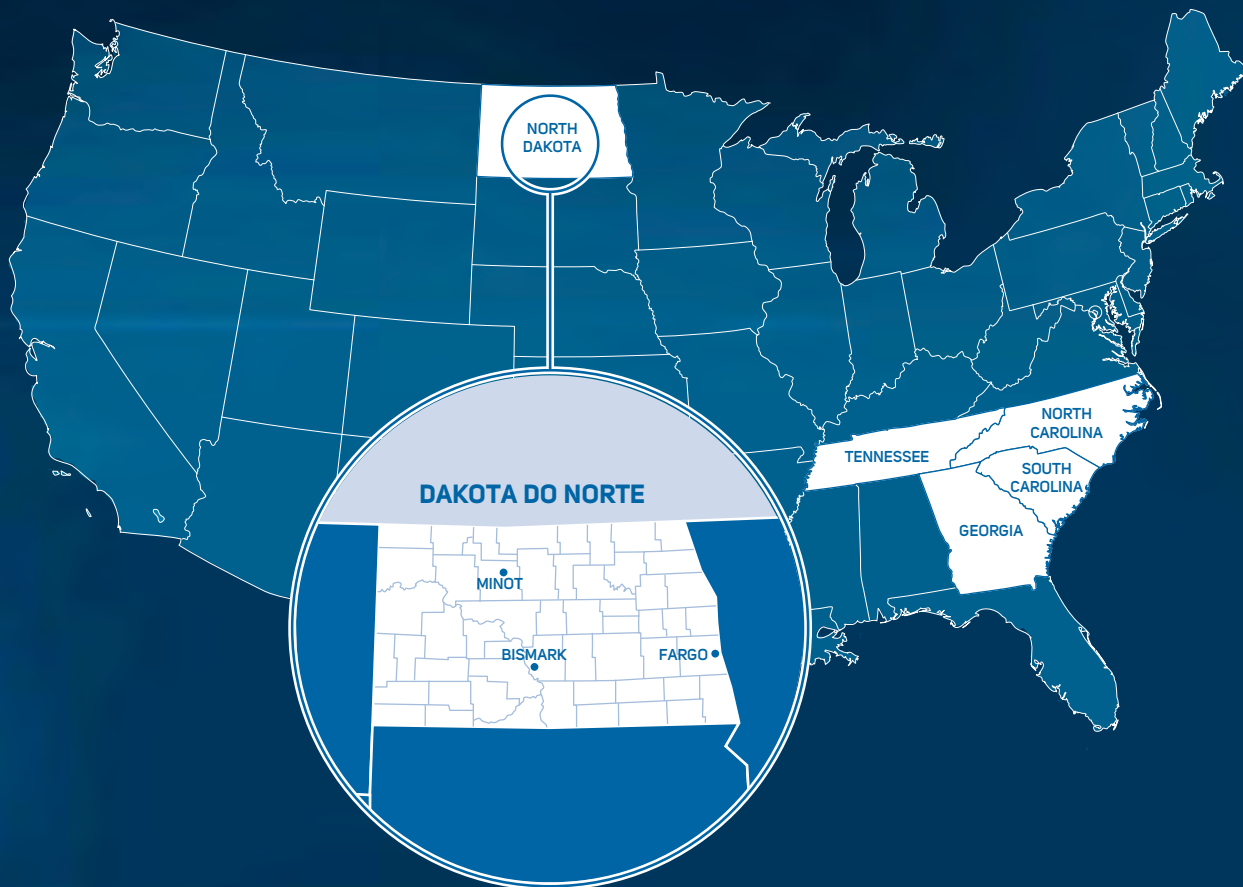 NORTH
DAKOTA
NORTH
CAROLINA
TENNESSEE
SOUTH
CAROLINA
GEORGIA
DAKOTA DO NORTE
MINOT
BISMARK
FARGO